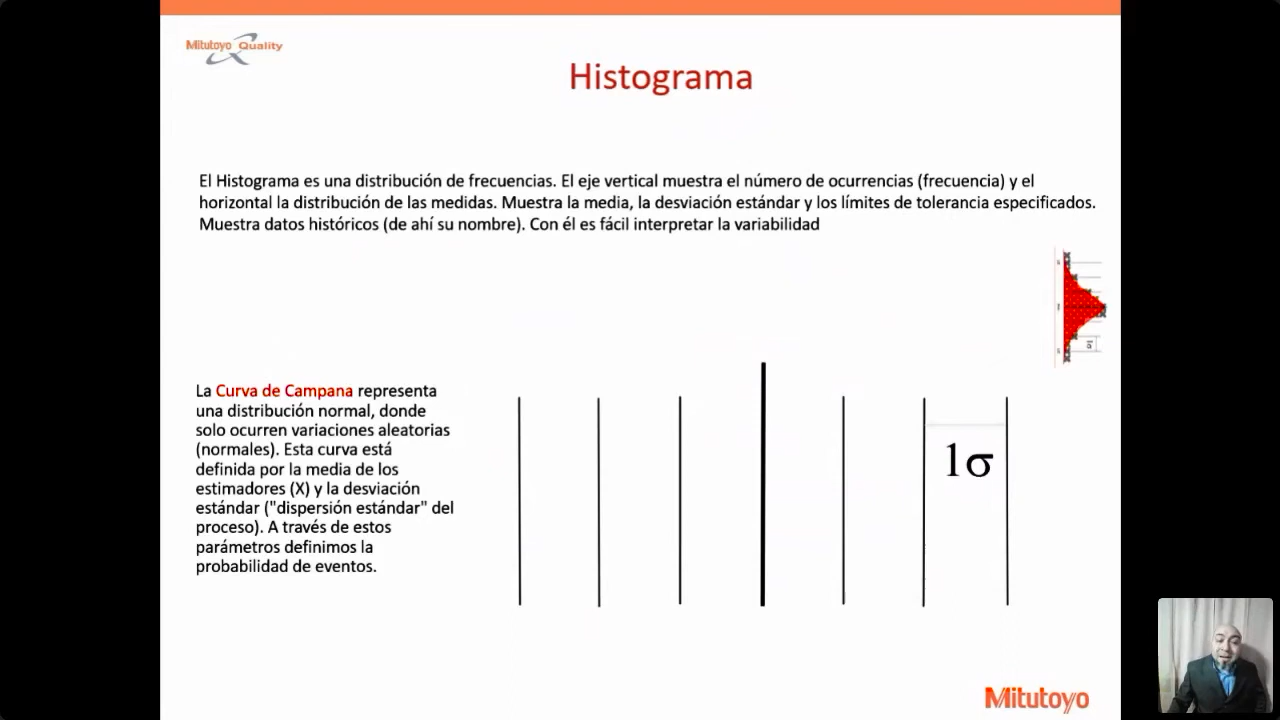 Mitutoyo Quality
Histograma
El Histograma es una distribución de frecuencias. El eje vertical muestra el número de ocurrencias (frecuencia) y el
horizontal la distribución de las medidas. Muestra la media, la desviación estándar y los límites de tolerancia especificados.
Muestra datos históricos (de ahí su nombre). Con él es fácil interpretar la variabilidad
La Curva de Campana representa
una distribución normal, donde
solo ocurren variaciones aleatorias
(normales). Esta curva está
definida por la media de los
estimadores (X) y la desviación
estándar ("dispersión estándar" del
proceso). A través de estos
parámetros definimos la
probabilidad de eventos.
1σ
Mitutoyo